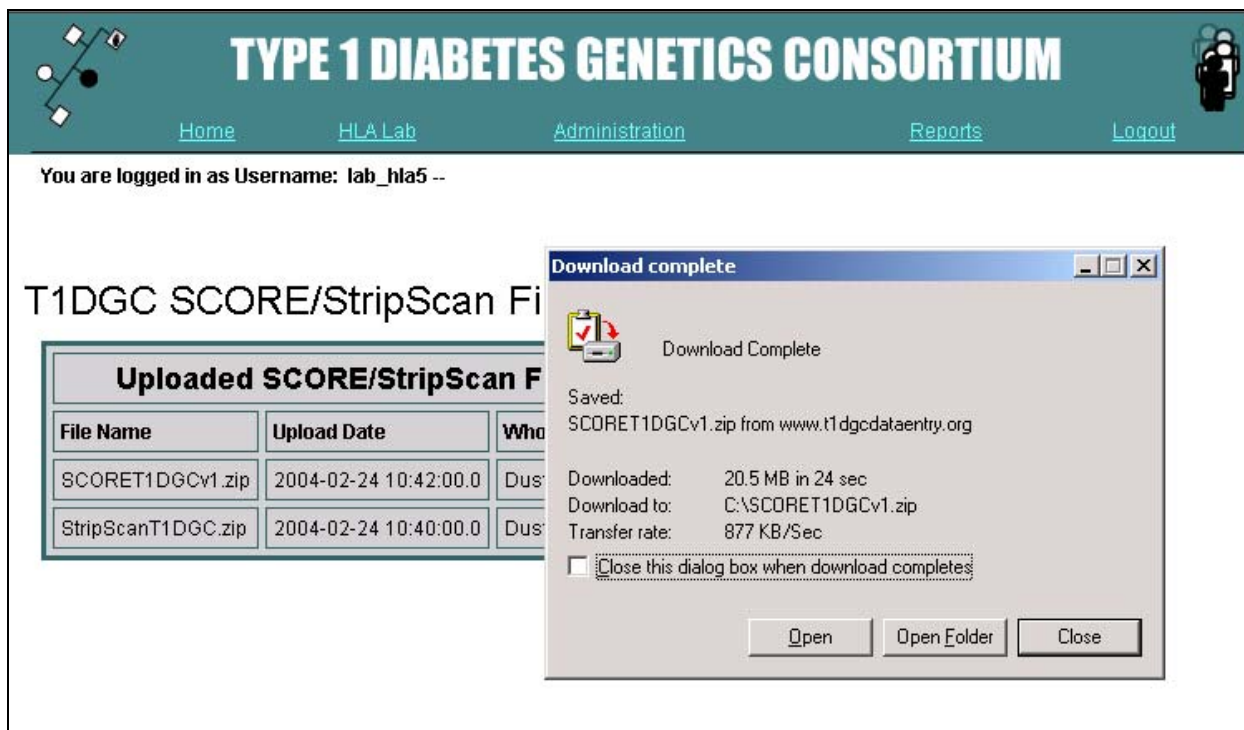 TYPE 1 DIABETES GENETICS CONSORTIUM
Home HLA Lab Administration Reports Logout
You are logged in as Username: lab_hla5 --
T1DGC SCORE/StripScan
Uploaded SCORE/StripScan
File Name Upload Date
SCORET1DGCv1.zip 2004-02-24 10:42:00.0
StripScanT1DGC.zip 2004-02-24 10:40:00.0
Download complete
Download Complete
Saved:
SCORET1DGCv1.zip from www.t1dgcdataentry.org
Downloaded: 20.5 MB in 24 sec
Download to: C:\SCORET1DGCv1.zip
Transfer rate: 877 KB/Sec
Close this dialog box when download completes
Open Open Folder Close